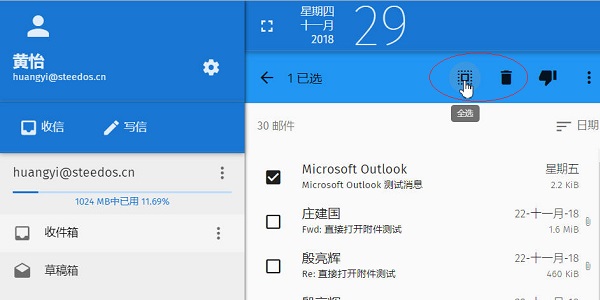 黄怡
huangyi@steedos.cn
收信
写信
huangyi@steedos.cn
1024 MB中已用 11.69%
收件箱
草稿箱
星期四
十一月
2018
29
1 已选
全选
30 邮件
日期
Microsoft Outlook
星期五
Microsoft Outlook 测试消息
2.2 KiB
庄建国
22-十一月-18
Fwd: 直接打开附件测试
1.6 MiB
殷亮辉
22-十一月-18
Re: 直接打开附件测试
460 KiB